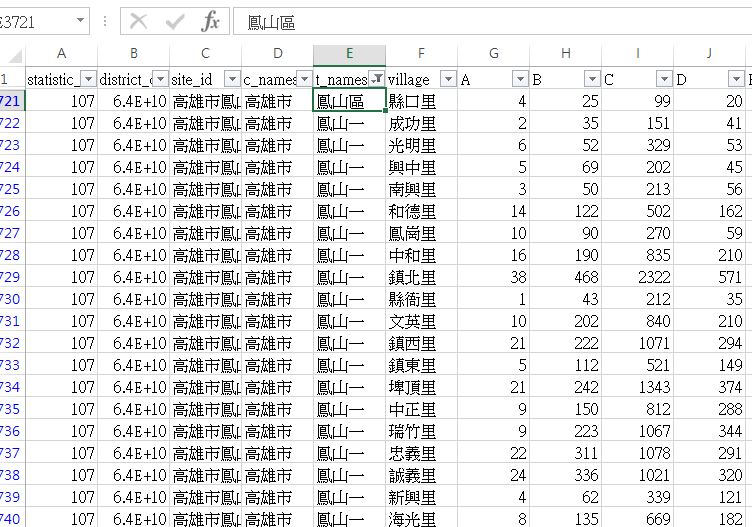 E3721 fx 鳳山區
A B C D E F G H I J
1 statistic_ district_c site_id c_names t_names village A B C D
721 107 6.4E+10 高雄市鳳山 高雄市 鳳山區 縣口里 4 25 99 20
722 107 6.4E+10 高雄市鳳山 高雄市 鳳山一 成功里 2 35 151 41
723 107 6.4E+10 高雄市鳳山 高雄市 鳳山一 光明里 6 52 329 53
724 107 6.4E+10 高雄市鳳山 高雄市 鳳山一 興中里 5 69 202 45
725 107 6.4E+10 高雄市鳳山 高雄市 鳳山一 南興里 3 50 213 56
726 107 6.4E+10 高雄市鳳山 高雄市 鳳山一 和德里 14 122 502 162
727 107 6.4E+10 高雄市鳳山 高雄市 鳳山一 鳳崗里 10 90 270 59
728 107 6.4E+10 高雄市鳳山 高雄市 鳳山一 中和里 16 190 835 210
729 107 6.4E+10 高雄市鳳山 高雄市 鳳山一 鎮北里 38 468 2322 571
730 107 6.4E+10 高雄市鳳山 高雄市 鳳山一 縣衙里 1 43 212 35
731 107 6.4E+10 高雄市鳳山 高雄市 鳳山一 文英里 10 202 840 210
732 107 6.4E+10 高雄市鳳山 高雄市 鳳山一 鎮西里 21 222 1071 294
733 107 6.4E+10 高雄市鳳山 高雄市 鳳山一 鎮東里 5 112 521 149
734 107 6.4E+10 高雄市鳳山 高雄市 鳳山一 埤頂里 21 242 1343 374
735 107 6.4E+10 高雄市鳳山 高雄市 鳳山一 中正里 9 150 812 288
736 107 6.4E+10 高雄市鳳山 高雄市 鳳山一 瑞竹里 9 223 1067 344
737 107 6.4E+10 高雄市鳳山 高雄市 鳳山一 忠義里 22 311 1078 291
738 107 6.4E+10 高雄市鳳山 高雄市 鳳山一 誠義里 24 336 1021 320
739 107 6.4E+10 高雄市鳳山 高雄市 鳳山一 新興里 4 62 339 121
740 107 6.4E+10 高雄市鳳山 高雄市 鳳山一 海光里 8 135 669 182